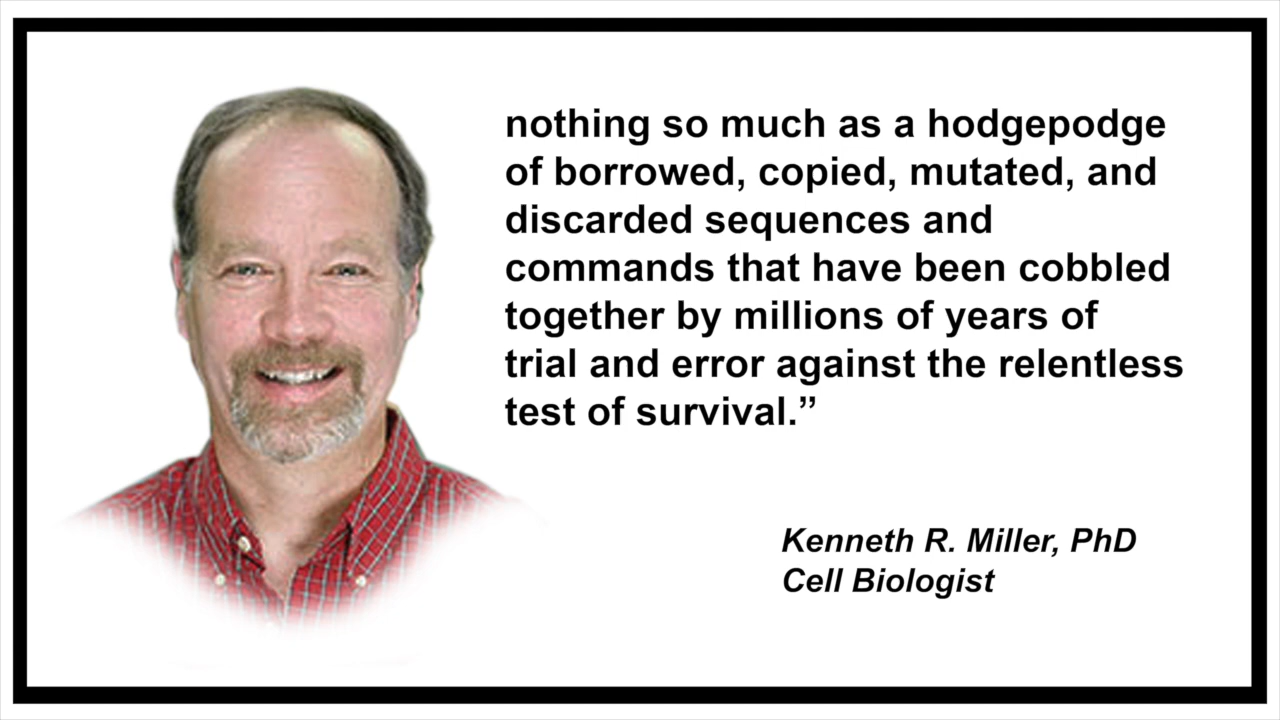 nothing so much as a hodgepodge
of borrowed, copied, mutated, and
discarded sequences and
commands that have been cobbled
together by millions of years of
trial and error against the relentless
test of survival.”
Kenneth R. Miller, PhD
Cell Biologist